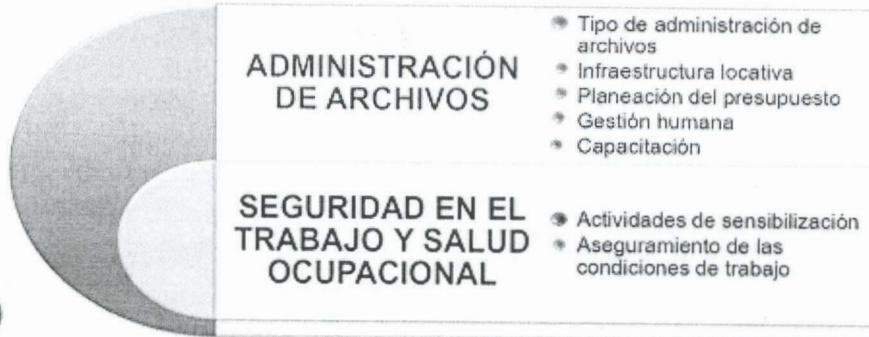 ADMINISTRACIÓN
DE ARCHIVOS
Tipo de administración de
archivos
Infraestructura locativa
Planeación del presupuesto
Gestión humana
Capacitación
SEGURIDAD EN EL
TRABAJO Y SALUD
OCUPACIONAL
Actividades de sensibilización
Aseguramiento de las
condiciones de trabajo